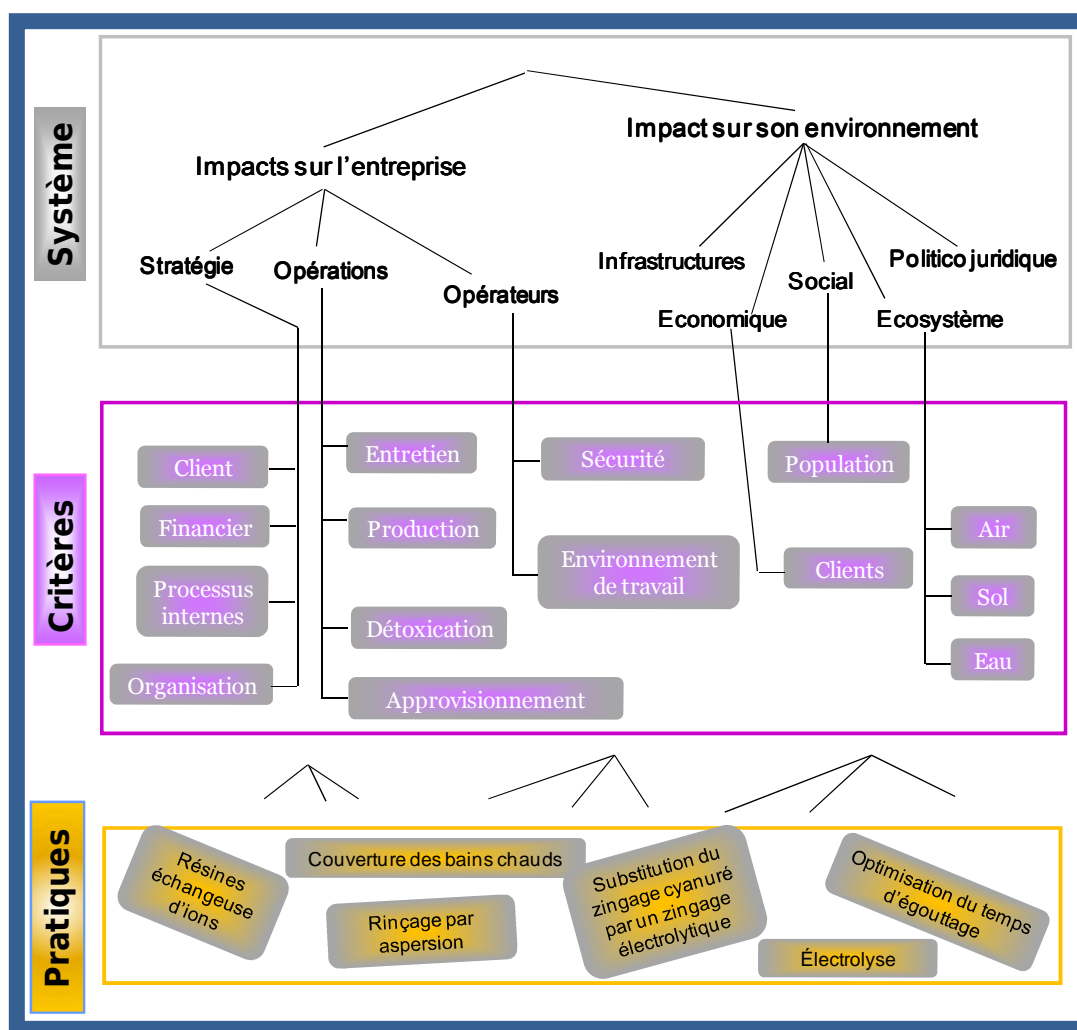 Système
Impact sur son environnement
Impacts sur l'entreprise
Stratégie
Opérations
Opérateurs
Infrastructures
Social
Politico juridique
Economique
Ecosystème
Critères
Client
Financier
Processus
internes
Organisation
Entretien
Production
Détoxication
Approvisionnement
Sécurité
Environnement
de travail
Population
Clients
Air
Sol
Eau
Pratiques
Résines
échangeuse
d'ions
Couverture des bains chauds
Rinçage par
aspersion
Substitution du
zingage cyanuré
par un zingage
électrolytique
Électrolyse
Optimisation du temps
d'égouttage